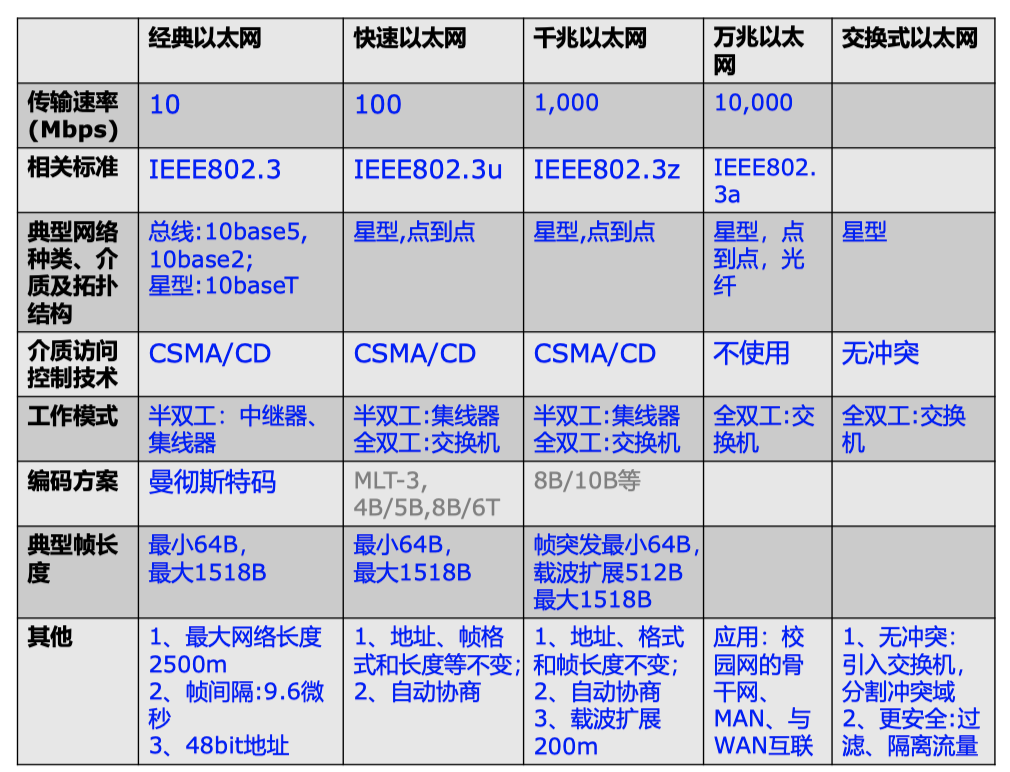 经典以太网 快速以太网 千兆以太网 万兆以太 交换式以太网
网
传输速率 10 100 1,000 10,000
(Mbps)
相关标准 IEEE802.3 IEEE802.3u IEEE802.3z IEEE802.
3a
典型网络 总线:10base5, 星型,点到点 星型,点到点 星型，点 星型
种类、介 10base2; 到点，光
质及拓扑 星型:10baseT 纤
结构
介质访问 CSMA/CD CSMA/CD CSMA/CD 不使用 无冲突
控制技术
工作模式 半双工：中继器、 半双工:集线器 半双工:集线器 全双工:交 全双工:交换
集线器 全双工:交换机 全双工:交换机 换机 机
编码方案 曼彻斯特码 MLT-3, 8B/10B等
4B/5B,8B/6T
典型帧长 最小64B， 最小64B， 帧突发最小64B，
度 最大1518B 最大1518B 载波扩展512B
最大1518B
其他 1、最大网络长度 1、地址、帧格 1、地址、格式 应用：校 1、无冲突：
2500m 式和长度等不变； 和帧长度不变； 园网的骨 引入交换机，
2、帧间隔:9.6微 2、自动协商 2、自动协商 干网、 分割冲突域
秒 3、载波扩展 MAN、与 2、更安全:过
3、48bit地址 200m WAN互联 滤、隔离流量